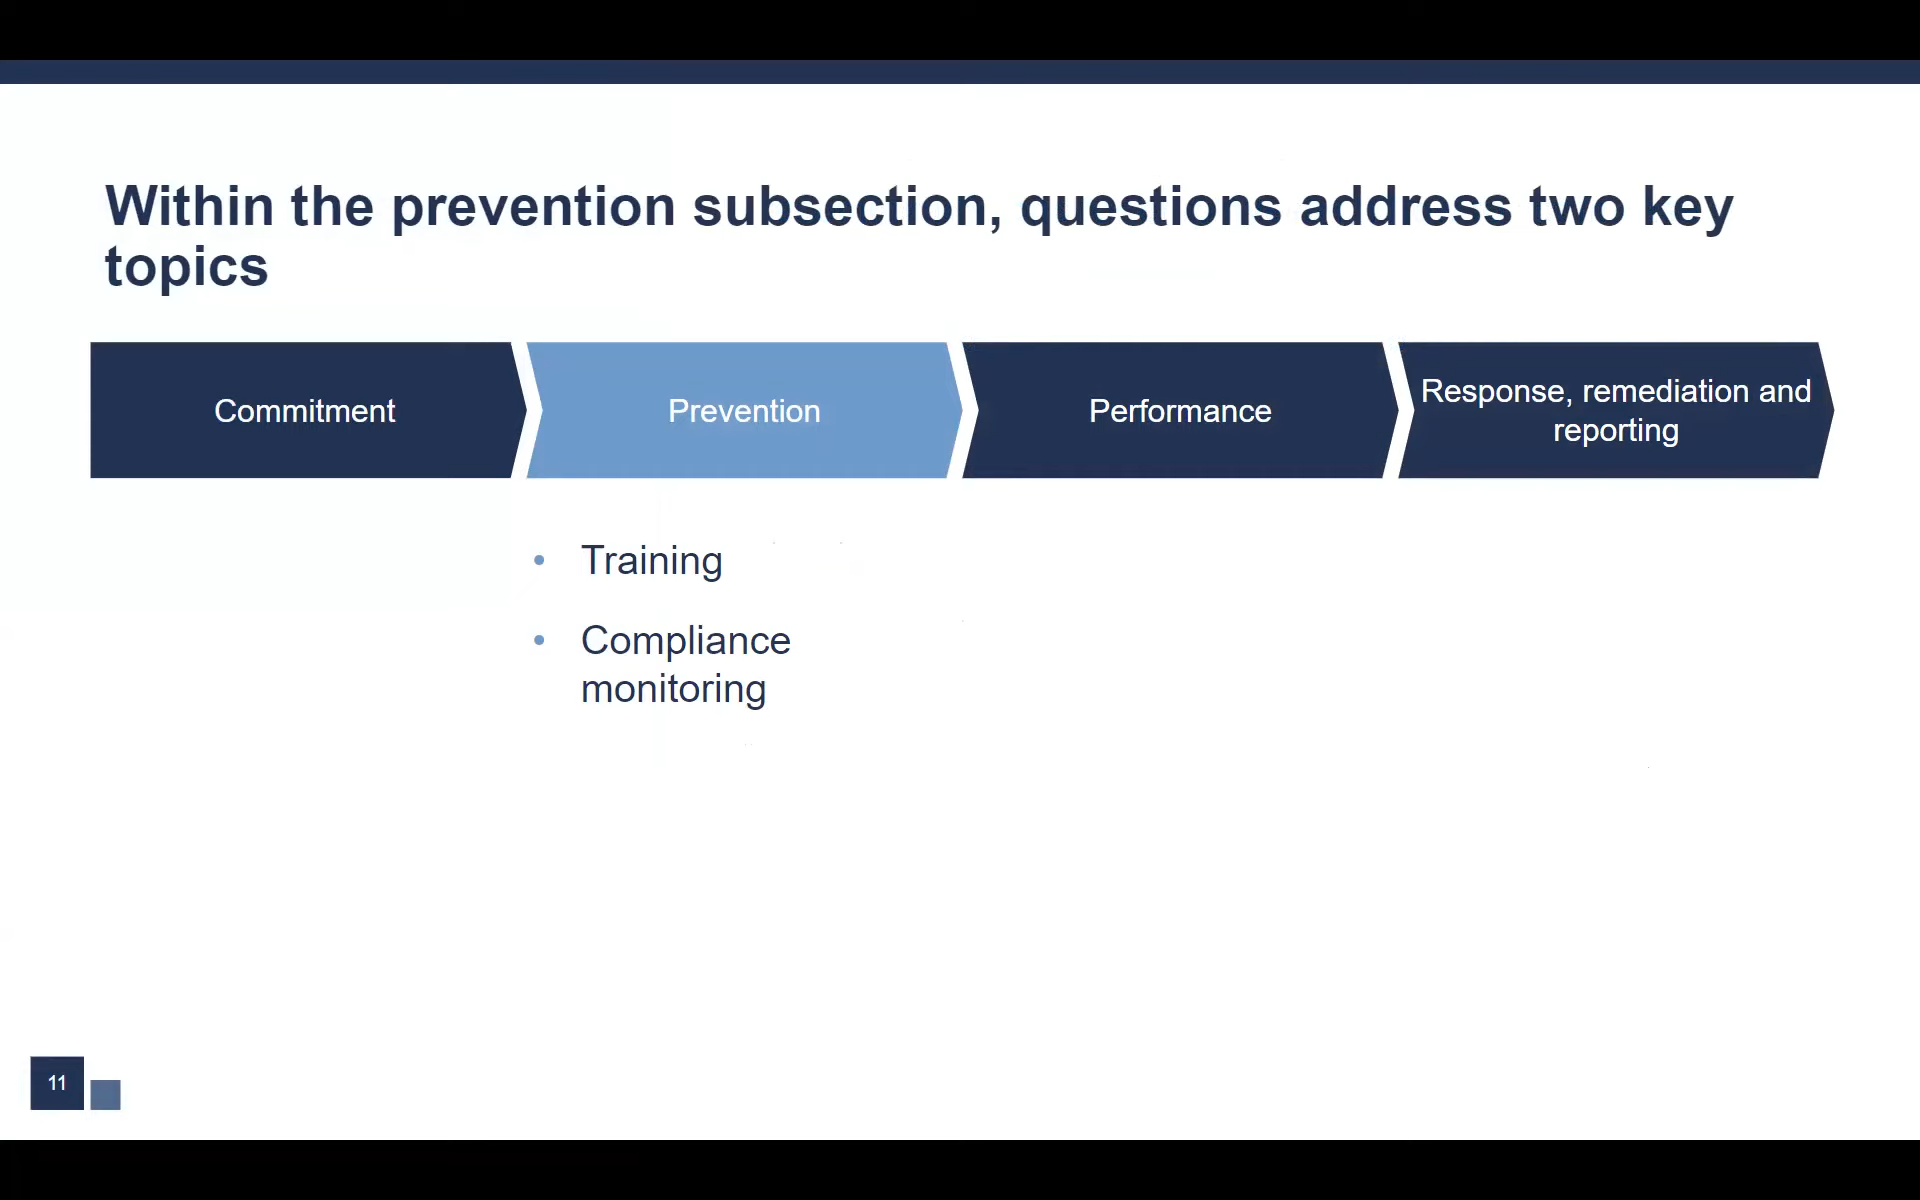 Within the prevention subsection, questions address two key
topics
Commitment
Prevention
Performance
Response, remediation and
reporting
• Training
• Compliance
monitoring
11